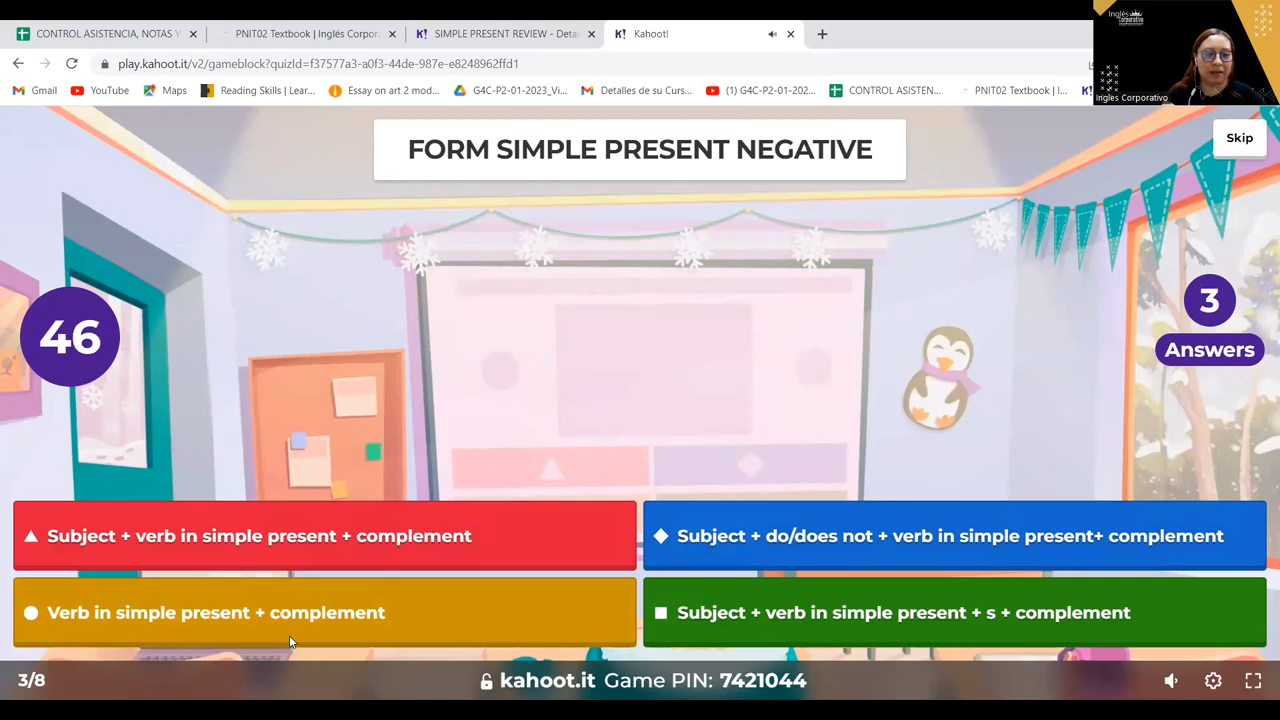 CONTROL ASISTENCIA, NOTAS Y
PNIT02 Textbook | Inglés Corpor
SIMPLE PRESENT REVIEW - Deta
Kahoot!
play.kahoot.it/v2/gameblock?quizId=f37577a3-a0f3-44de-987e-e8248962ffd1
Gmail
YouTube
Maps
Reading Skills | Lear...
Essay on art 2 mod...
G4C-P2-01-2023_Vi...
Detalles de su Curs...
(1) G4C-P2-01-202...
CONTROL ASISTEN...
PNIT02 Textbook | I...
Inglés
Corporativo
Ingles Corporativo
FORM SIMPLE PRESENT NEGATIVE
Skip
46
3
Answers
Subject + verb in simple present + complement
Subject + do/does not + verb in simple present+ complement
Verb in simple present + complement
Subject + verb in simple present + s + complement
3/8
kahoot.it Game PIN: 7421044